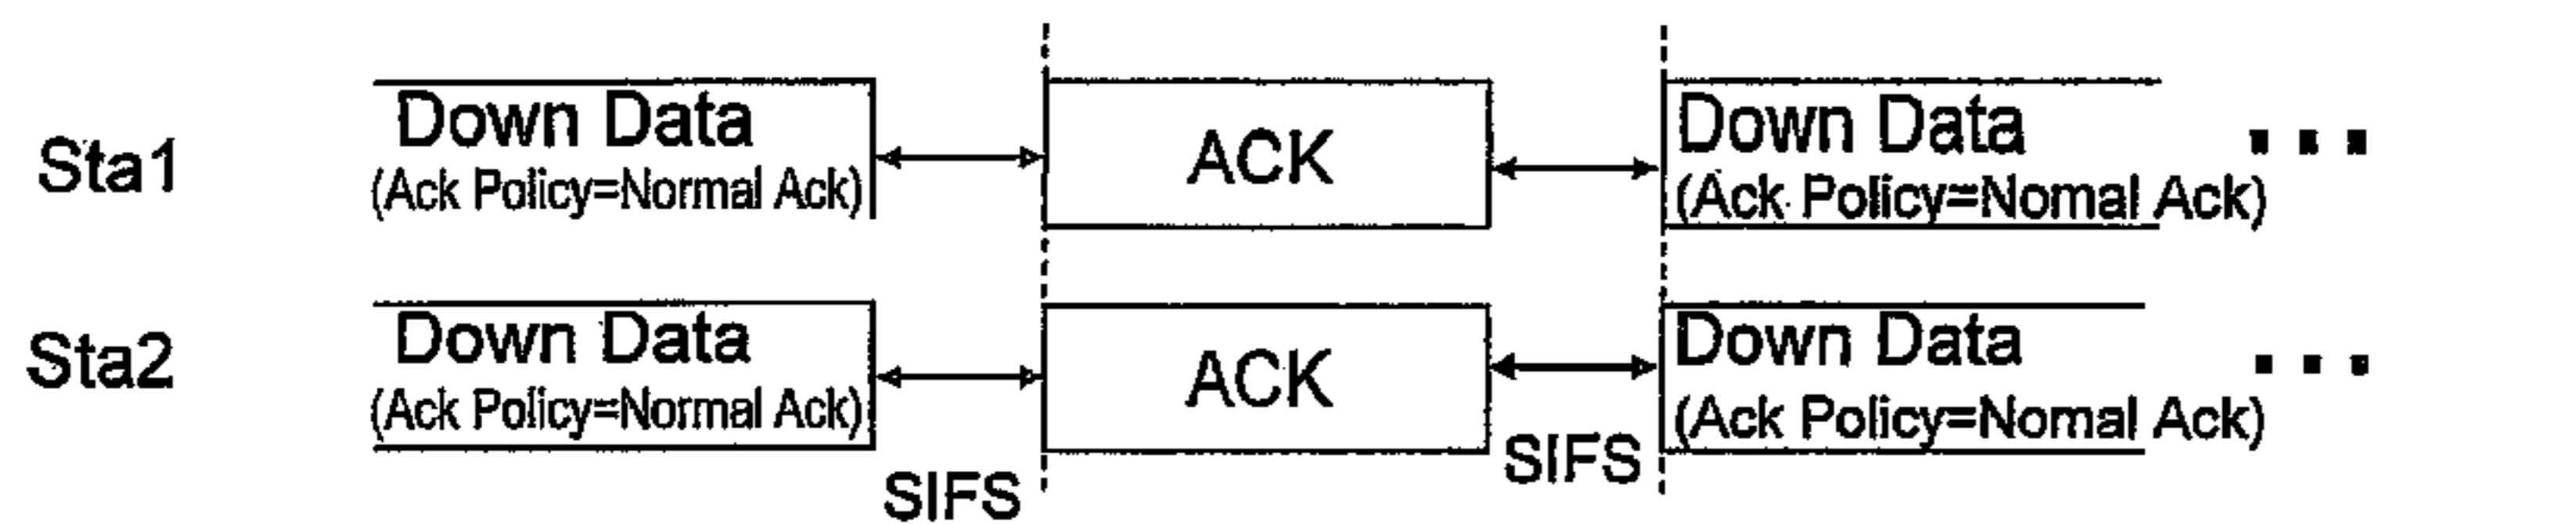 Sta1
Down Data
(Ack Policy=Normal Ack)
ACK
Down Data
(Ack Policy=Nomal Ack)
...
Sta2
Down Data
(Ack Policy=Normal Ack)
SIFS
ACK
SIFS
Down Data
(Ack Policy=Nomal Ack)
...